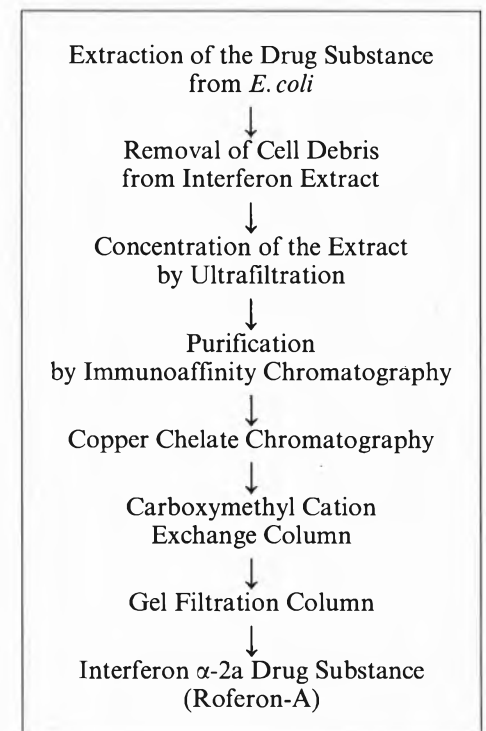 Extraction of the Drug Substance
from E. coli
↓
Removal of Cell Debris
from Interferon Extract
↓
Concentration of the Extract
by Ultrafiltration
↓
Purification
by Immunoaffinity Chromatography
↓
Copper Chelate Chromatography
↓
Carboxymethyl Cation
Exchange Column
↓
Gel Filtration Column
↓
Interferon α-2a Drug Substance
(Roferon-A)